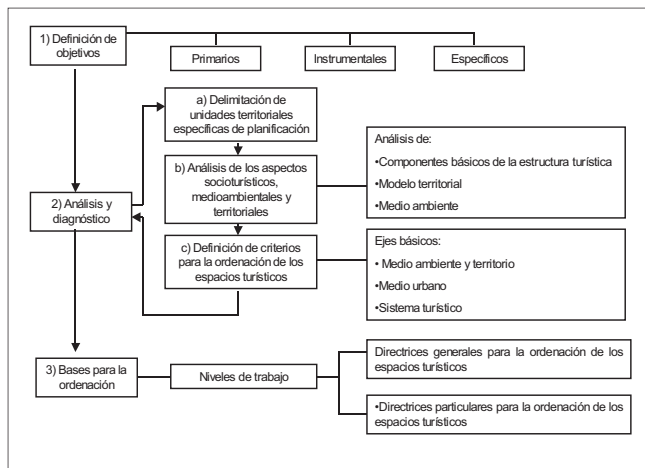 1) Definición de
objetivos
Primarios
Instrumentales
Específicos
a) Delimitación de
unidades territoriales
específicas de planificación
b) Análisis de los aspectos
socioturísticos,
medioambientales y
territoriales
Análisis de:
•Componentes básicos de la estructura turística
•Modelo territorial
•Medio ambiente
2) Análisis y
diagnóstico
c) Definición de criterios
para la ordenación de los
espacios turísticos
Ejes básicos:
• Medio ambiente y territorio
•Medio urbano
•Sistema turístico
3) Bases para la
ordenación
Niveles de trabajo
Directrices generales para la ordenación de los
espacios turísticos
•Directrices particulares para la ordenación de los
espacios turísticos